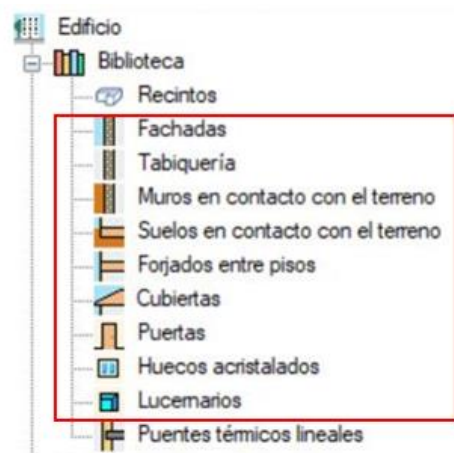 Edificio
Biblioteca
Recintos
Fachadas
Tabiquería
Muros en contacto con el terreno
Suelos en contacto con el terreno
Forjados entre pisos
Cubiertas
Puertas
Huecos acristalados
Lucernarios
Puentes térmicos lineales